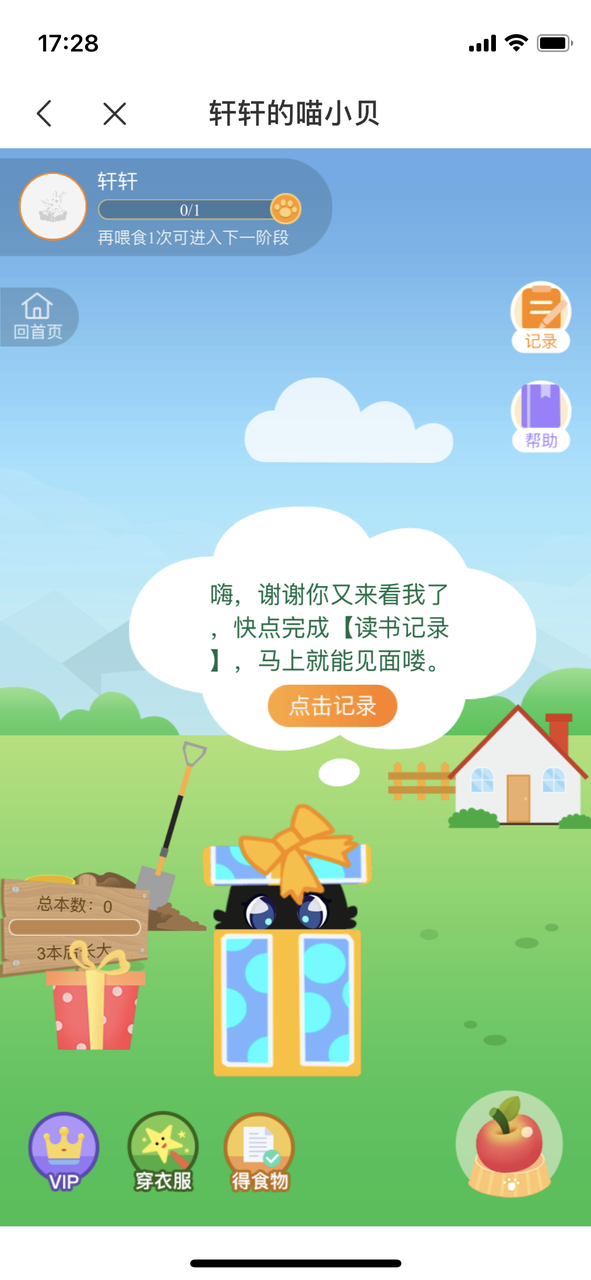 17:28
轩轩的喵小贝
轩轩
0/1
再喂食1次可进入下一阶段
回首页
记录
帮助
嗨，谢谢你又来看我了
，快点完成【读书记录
】，马上就能见面喽。
点击记录
总本数：0
3本后长大
VIP
穿衣服
得食物